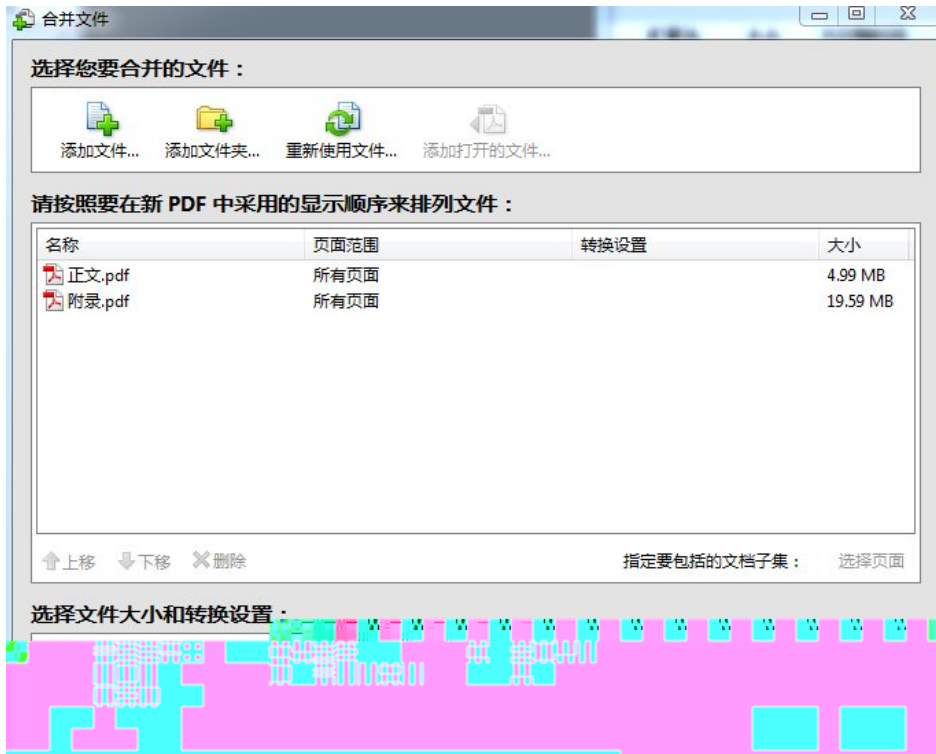 合并文件
选择您要合并的文件：
添加文件... 添加文件夹... 重新使用文件... 添加打开的文件...
请按照要在新 PDF 中采用的显示顺序来排列文件：
名称 页面范围 转换设置 大小
正文.pdf 所有页面 4.99 MB
附录.pdf 所有页面 19.59 MB
上移 下移 删除 指定要包括的文档子集： 选择页面
选择文件大小和转换设置：